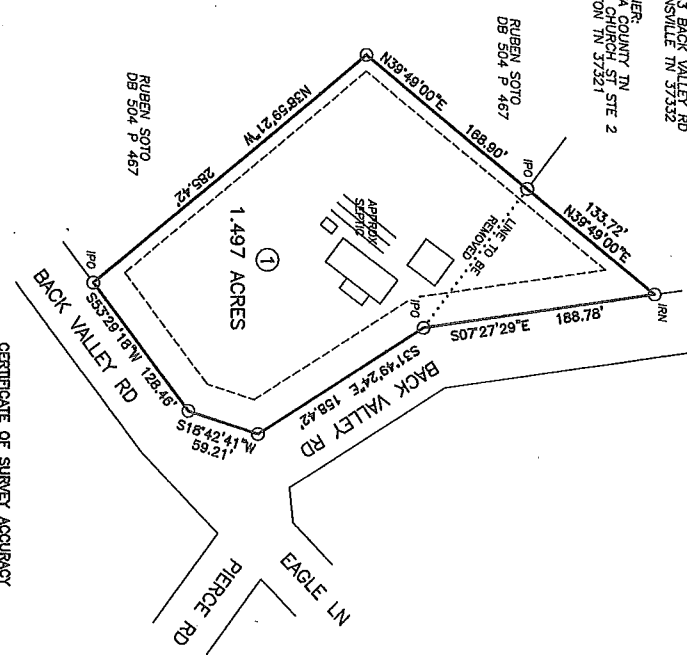 3 BACK VALLEY RD
NSVILLE TN 37332
NER:
A COUNTY TN
CHURCH ST STE 2
TON TN 37321
RUBEN SOTO
DB 504 P 467
N39°49'00"E
168.90'
IPO
133.72'
N39°49'00"E
IRN
LINE TO BE
REMOVED
S07°27'29"E 188.78'
IPO
APPROX
SEPTIC
N38°59'21"W
285.42'
RUBEN SOTO
DB 504 P 467
1
1.497 ACRES
S31°49'24"E 158.42'
BACK VALLEY RD
IPO
S53°29'18"W 128.46'
BACK VALLEY RD
S18°42'41"W
59.21'
EAGLE LN
PIERCE RD
CERTIFICATE OF SURVEY ACCURACY